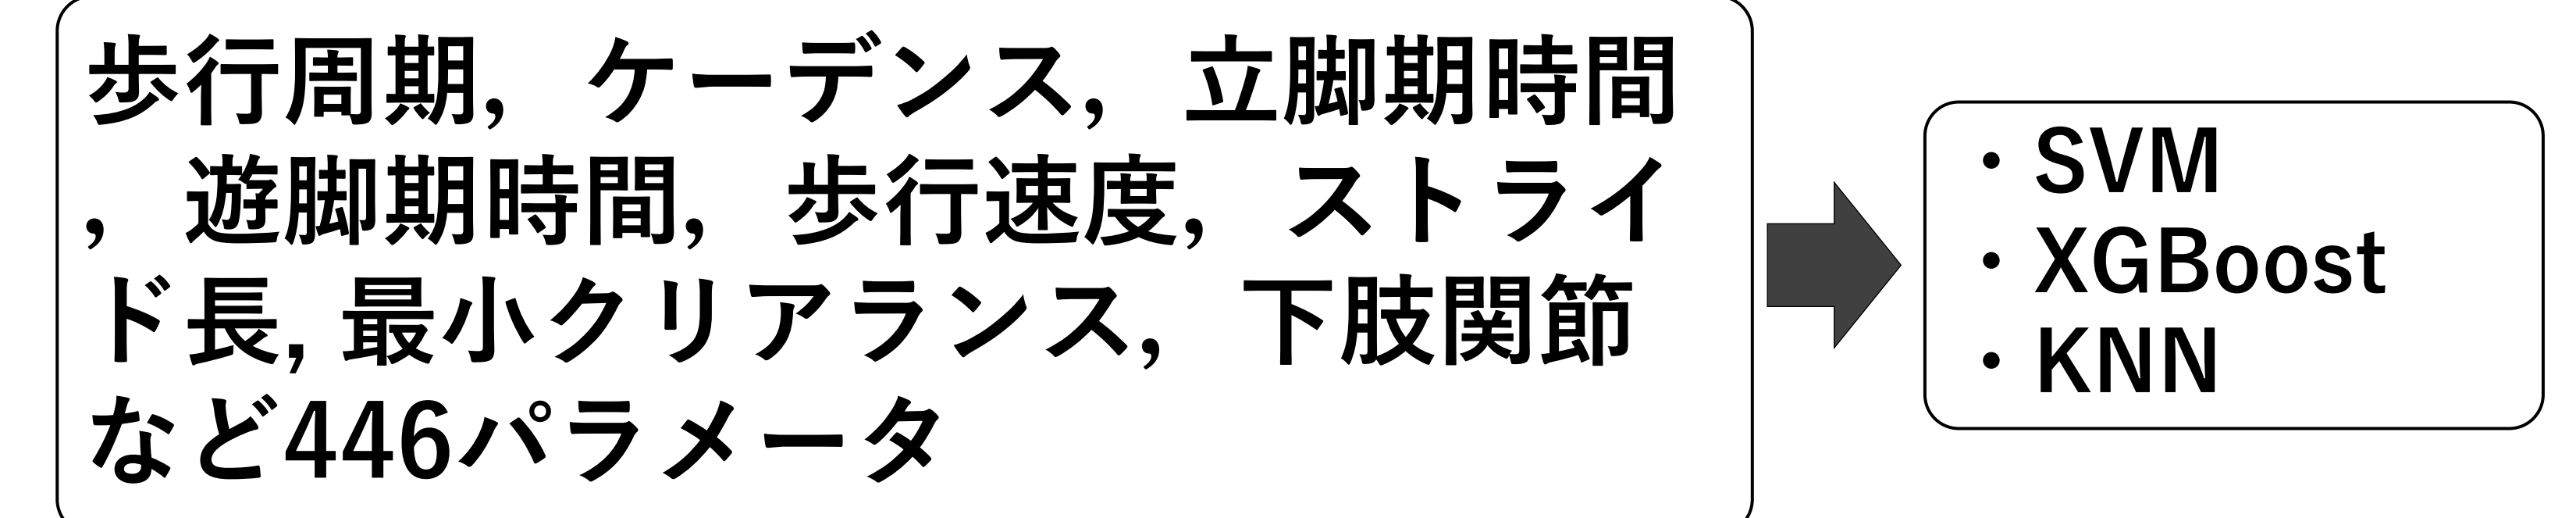 歩行周期， ケーデンス，立脚期時間
，遊脚期時間，歩行速度，ストライ
ド長, 最小クリアランス，下肢関節
など446パラメータ
・SVM
・XGBoost
・KNN